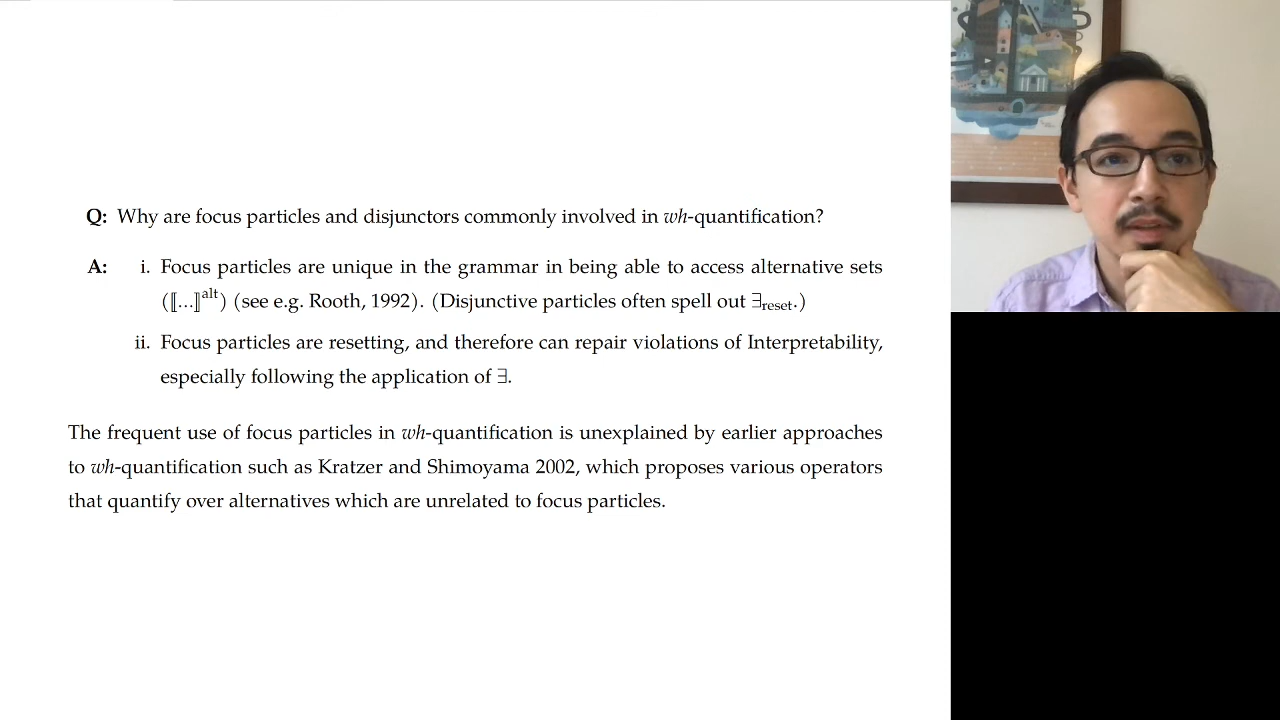 Q: Why are focus particles and disjunctors commonly involved in wh-quantification?
A: i. Focus particles are unique in the grammar in being able to access alternative sets
(⟦...⟧alt) (see e.g. Rooth, 1992). (Disjunctive particles often spell out ∃reset.)
ii. Focus particles are resetting, and therefore can repair violations of Interpretability,
especially following the application of ∃.
The frequent use of focus particles in wh-quantification is unexplained by earlier approaches
to wh-quantification such as Kratzer and Shimoyama 2002, which proposes various operators
that quantify over alternatives which are unrelated to focus particles.